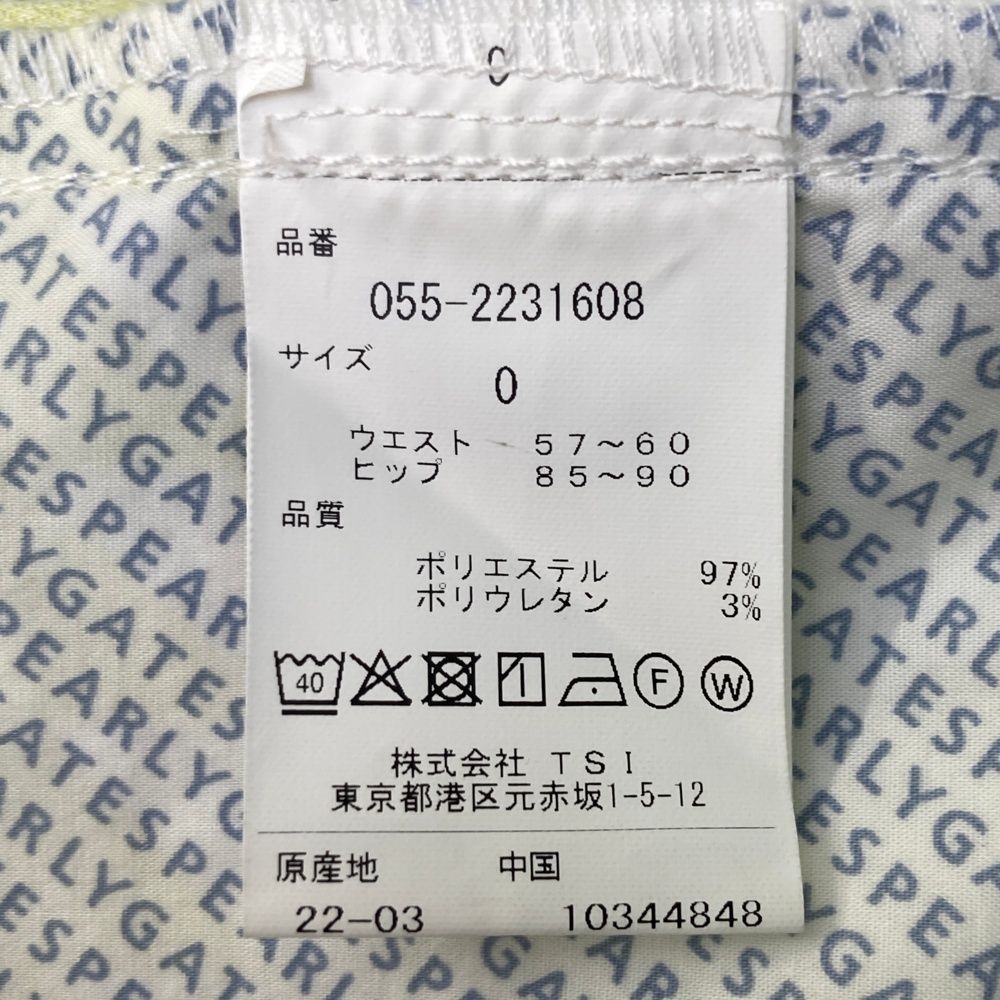 0
品番
055-2231608
サイズ
0
ウエスト 57～60
ヒップ 85～90
品質
ポリエステル 97%
ポリウレタン 3%
40 F W
株式会社 TSI
東京都港区元赤坂1-5-12
原産地 中国
22-03 10344848
PEARLYGATES